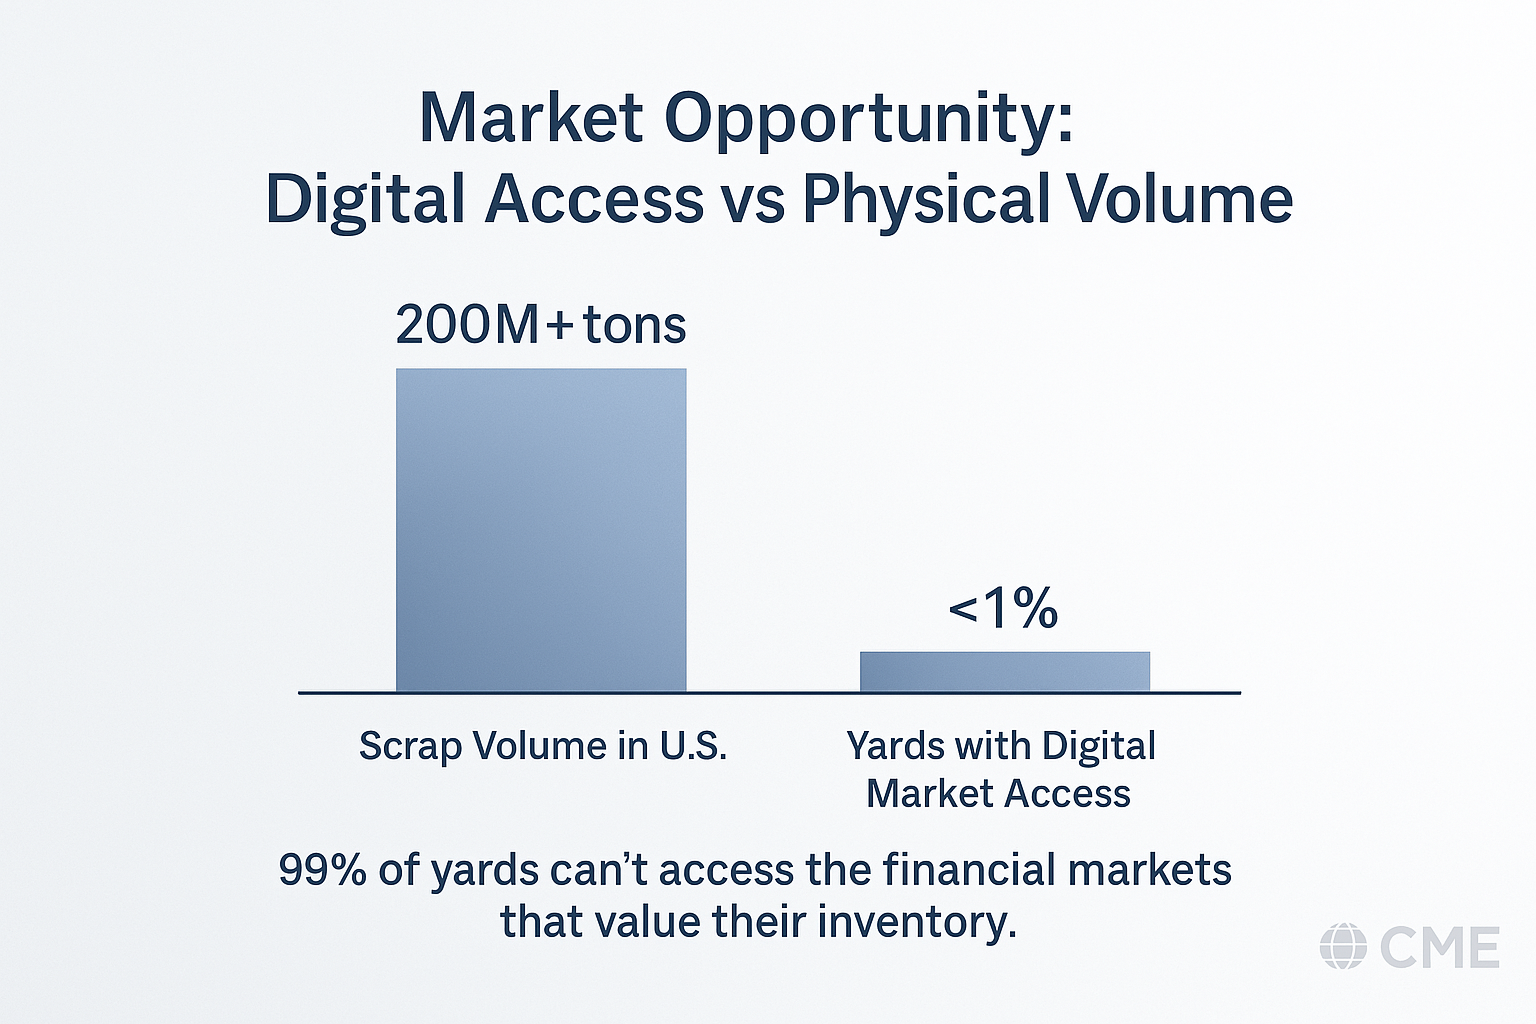 Market Opportunity:
Digital Access vs Physical Volume
200M+ tons
<1%
Scrap Volume in U.S.
Yards with Digital
Market Access
99% of yards can't access the financial markets
that value their inventory.
CME